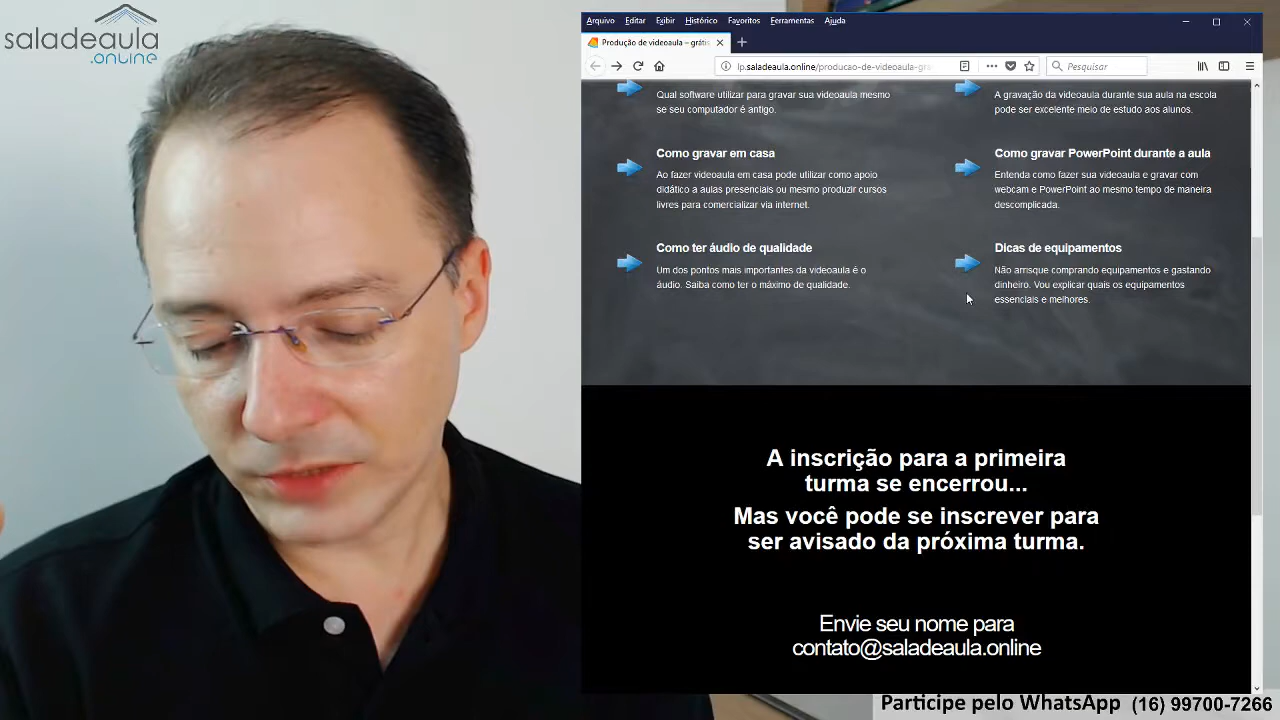 saladeaula
.online
Arquivo Editar Exibir Histórico Favoritos Ferramentas Ajuda
Produção de videoaula – gráti
lp.saladeaula.online/producao-de-videoaula-gra
Pesquisar
Qual software utilizar para gravar sua videoaula mesmo
se seu computador é antigo.
A gravação da videoaula durante sua aula na escola
pode ser excelente meio de estudo aos alunos.
Como gravar em casa
Ao fazer videoaula em casa pode utilizar como apoio
didático a aulas presenciais ou mesmo produzir cursos
livres para comercializar via internet.
Como gravar PowerPoint durante a aula
Entenda como fazer sua videoaula e gravar com
webcam e PowerPoint ao mesmo tempo de maneira
descomplicada.
Como ter áudio de qualidade
Um dos pontos mais importantes da videoaula é o
áudio. Saiba como ter o máximo de qualidade.
Dicas de equipamentos
Não arrisque comprando equipamentos e gastando
dinheiro. Vou explicar quais os equipamentos
essenciais e melhores.
A inscrição para a primeira
turma se encerrou...
Mas você pode se inscrever para
ser avisado da próxima turma.
Envie seu nome para
contato@saladeaula.online
Participe pelo WhatsApp (16) 99700-7266